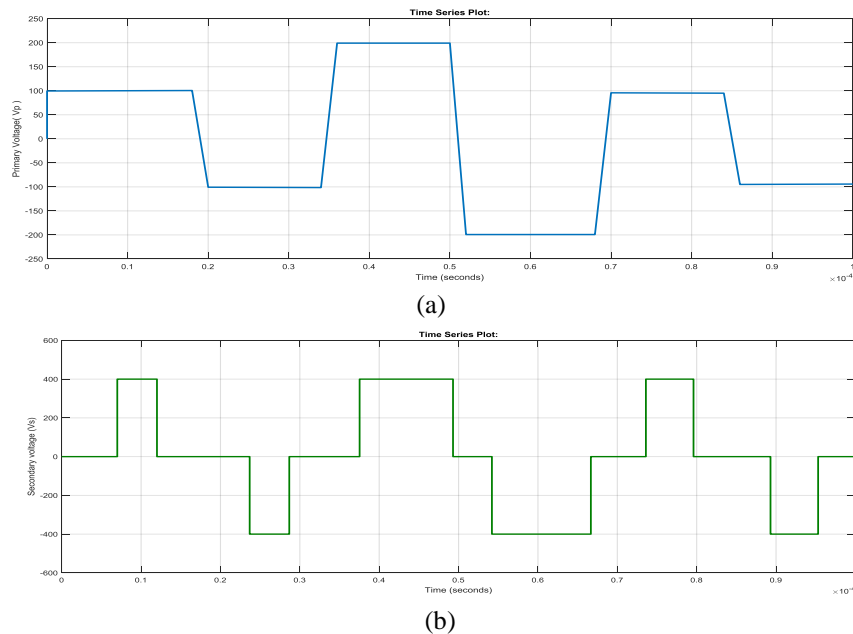 Time Series Plot:
250
200
150
100
50
0
-50
-100
-150
-200
-250
Primary Voltage( Vp )
0 0.1 0.2 0.3 0.4 0.5 0.6 0.7 0.8 0.9 1
Time (seconds)
×10⁻⁴
(a)
Time Series Plot:
600
400
200
0
-200
-400
-600
Secondary voltage (Vs)
0 0.1 0.2 0.3 0.4 0.5 0.6 0.7 0.8 0.9
Time (seconds)
(b)